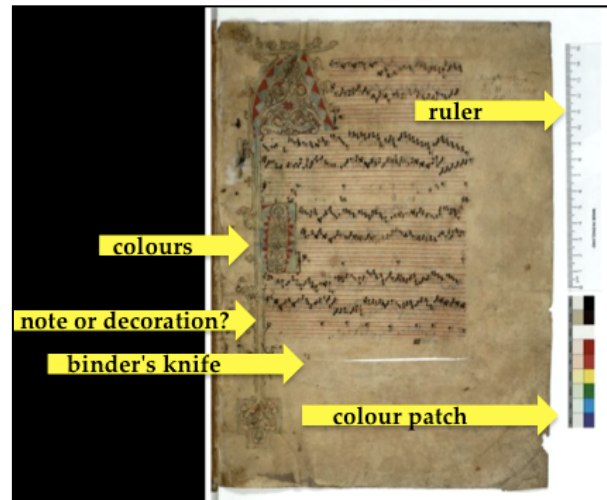 ruler
colours
note or decoration?
binder's knife
colour patch